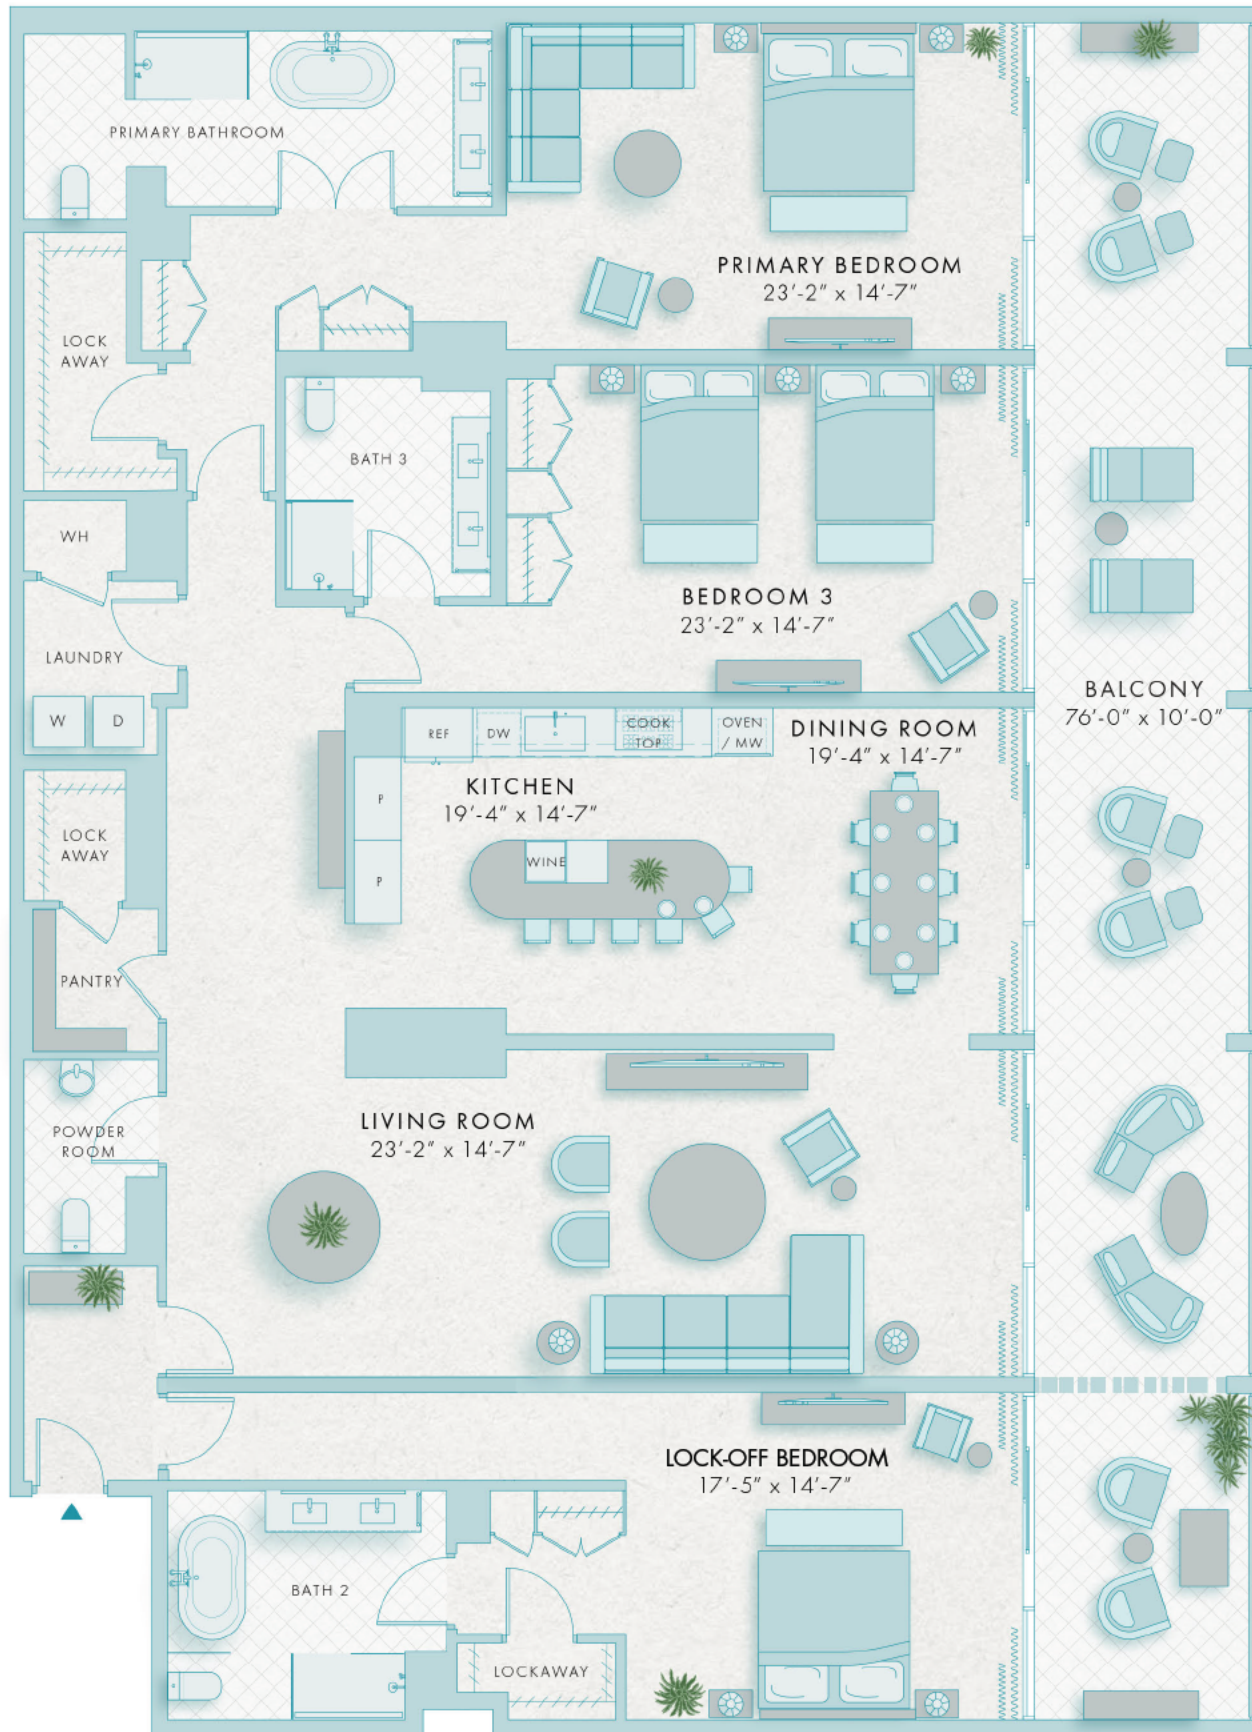 PRIMARY BATHROOM
PRIMARY BEDROOM
23'-2" x 14'-7"
LOCK
AWAY
BATH 3
WH
BEDROOM 3
23'-2" x 14'-7"
LAUNDRY
W
D
BALCONY
76'-0" x 10'-0"
REF
DW
COOK
TOP
OVEN
/ MW
DINING ROOM
19'-4" x 14'-7"
KITCHEN
19'-4" x 14'-7"
P
P
WINE
LOCK
AWAY
PANTRY
LIVING ROOM
23'-2" x 14'-7"
POWDER
ROOM
LOCK-OFF BEDROOM
17'-5" x 14'-7"
BATH 2
LOCKAWAY